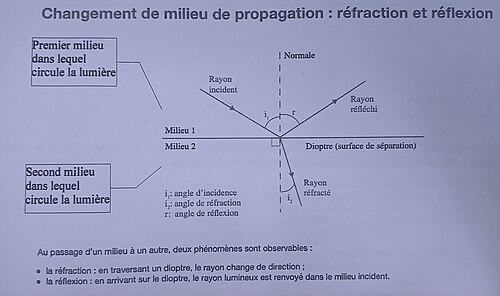 Changement de milieu de propagation : réfraction et réflexion
Premier milieu
dans lequel
circule la lumière
Normale
Rayon
incident
i₁
r
Rayon
réfléchi
Milieu 1
Milieu 2
Dioptre (surface de séparation)
Second milieu
dans lequel
circule la lumière
Rayon
réfracté
i₂
i₁: angle d'incidence
i₂: angle de réfraction
r: angle de réflexion
Au passage d'un milieu à un autre, deux phénomènes sont observables :
• la réfraction : en traversant un dioptre, le rayon change de direction ;
• la réflexion : en arrivant sur le dioptre, le rayon lumineux est renvoyé dans le milieu incident.